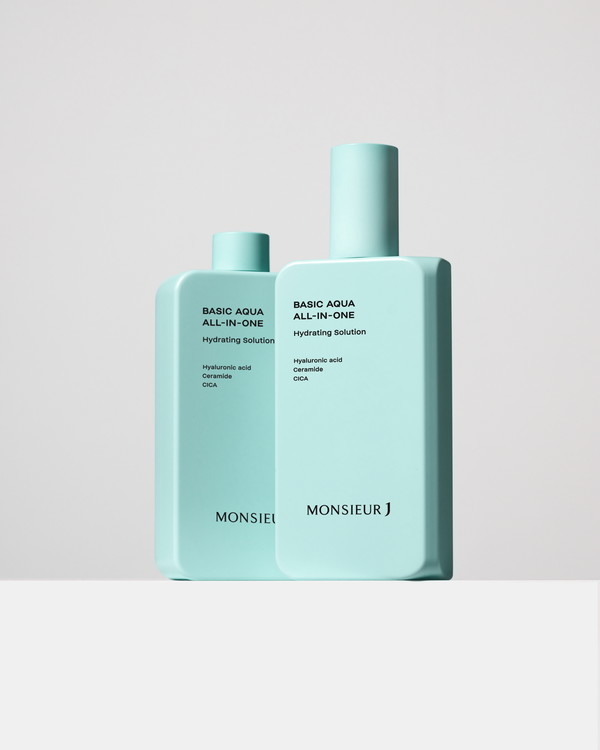 BASIC AQUA
ALL-IN-ONE
Hydrating Solution
Hyaluronic acid
Ceramide
CICA
MONSIEU
BASIC AQUA
ALL-IN-ONE
Hydrating Solution
Hyaluronic acid
Ceramide
CICA
MONSIEUR J